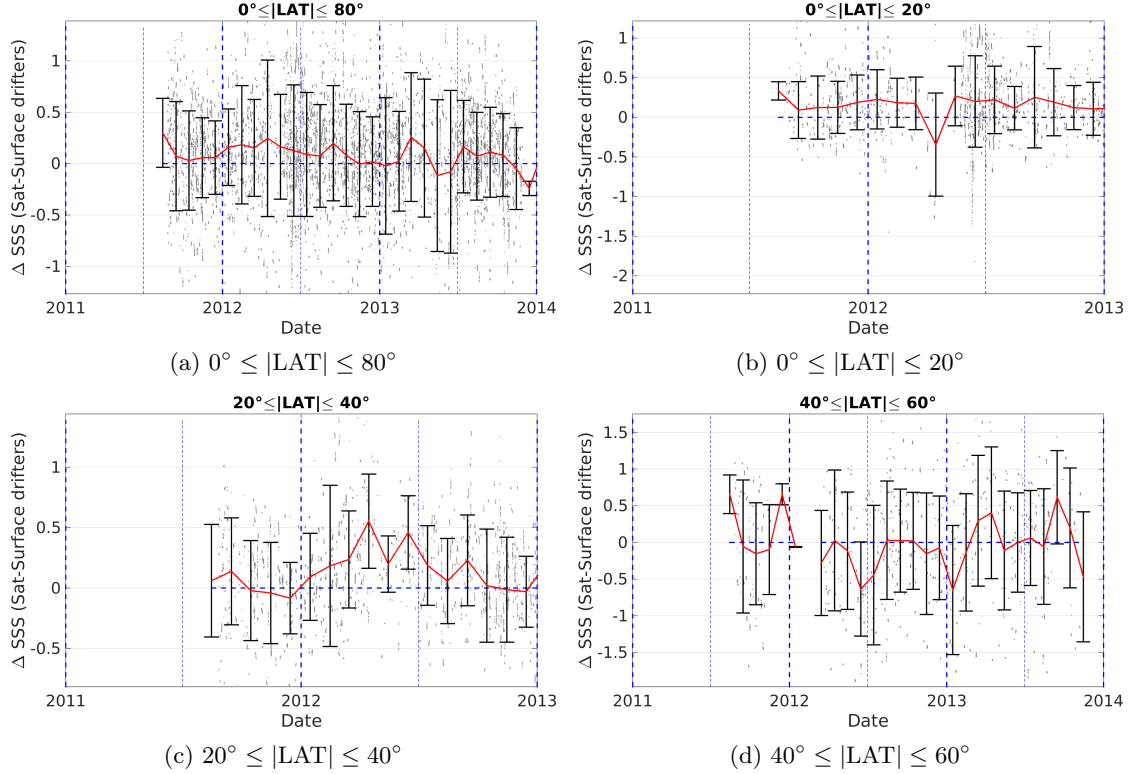 0°≤|LAT|≤ 80°
Δ SSS (Sat-Surface drifters)
1
0.5
0
-0.5
-1
2011
2012
2013
2014
Date
(a) 0° ≤ |LAT| ≤ 80°
0°≤|LAT|≤ 20°
Δ SSS (Sat-Surface drifters)
1
0.5
0
-0.5
-1
-1.5
-2
2011
2012
2013
Date
(b) 0° ≤ |LAT| ≤ 20°
20°≤|LAT|≤ 40°
Δ SSS (Sat-Surface drifters)
1
0.5
0
-0.5
2011
2012
2013
Date
(c) 20° ≤ |LAT| ≤ 40°
40°≤|LAT|≤ 60°
Δ SSS (Sat-Surface drifters)
1.5
1
0.5
0
-0.5
-1
-1.5
2011
2012
2013
2014
Date
(d) 40° ≤ |LAT| ≤ 60°